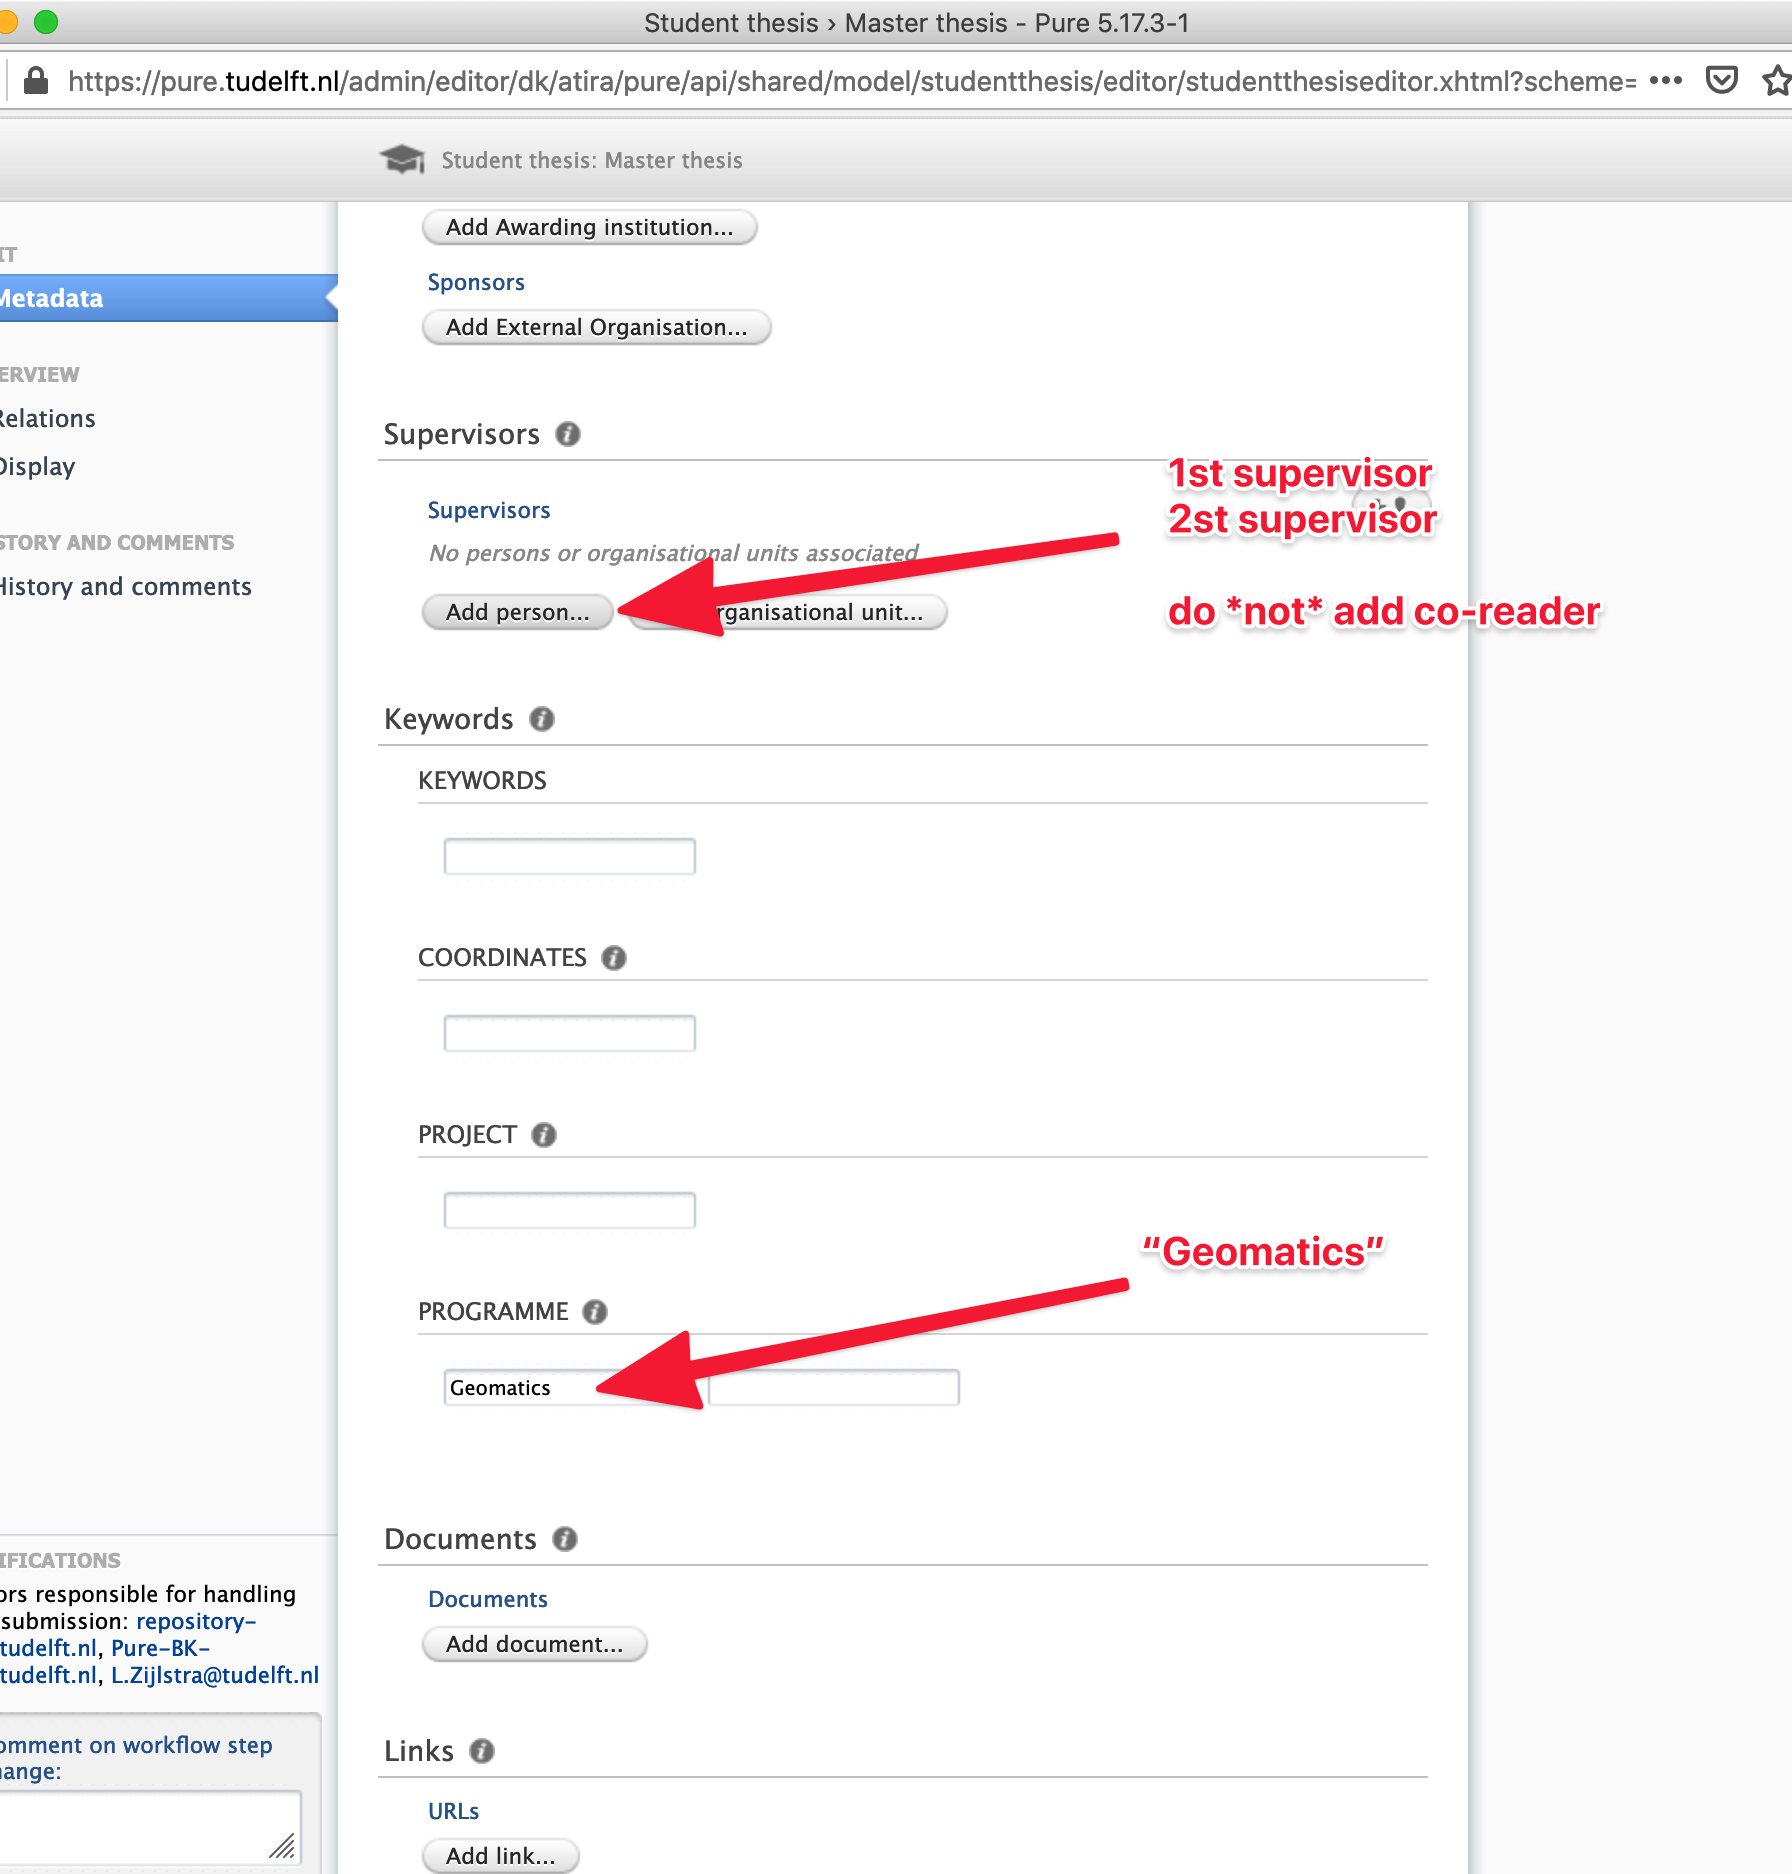 Student thesis › Master thesis - Pure 5.17.3-1
https://pure.tudelft.nl/admin/editor/dk/atira/pure/api/shared/model/studentthesis/editor/studentthesiseditor.xhtml?scheme=
Student thesis: Master thesis
Metadata
Relations
Display
STORY AND COMMENTS
History and comments
Add Awarding institution...
Sponsors
Add External Organisation...
Supervisors
1st supervisor
2st supervisor
Supervisors
No persons or organisational units associated
Add person...
rganisational unit...
do *not* add co-reader
Keywords
KEYWORDS
COORDINATES
PROJECT
“Geomatics”
PROGRAMME
Geomatics
Documents
Documents
Add document...
Links
URLs
Add link...
IFICATIONS
ors responsible for handling
submission: repository-
tudelft.nl, Pure-BK-
tudelft.nl, L.Zijlstra@tudelft.nl
omment on workflow step
ange: